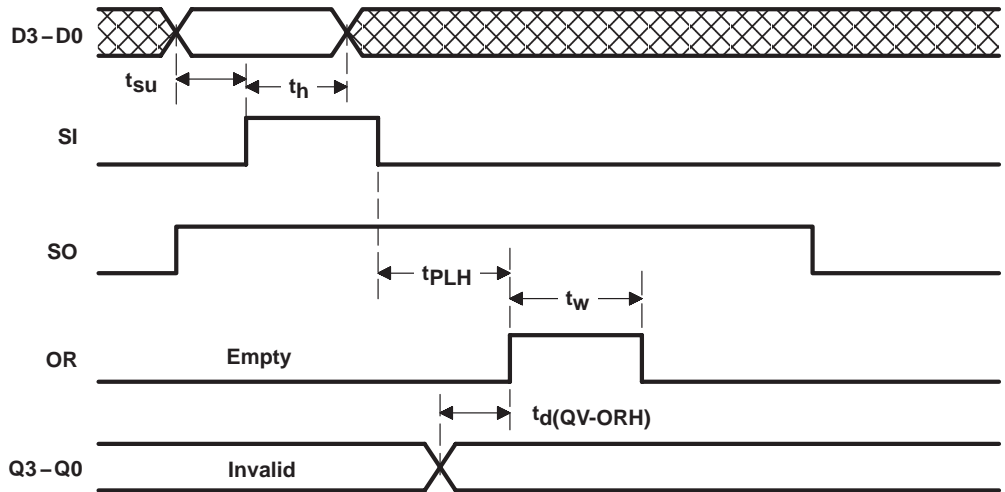 D3–D0
tsu
th
SI
SO
tPLH
tw
OR
Empty
td(QV-ORH)
Q3–Q0
Invalid